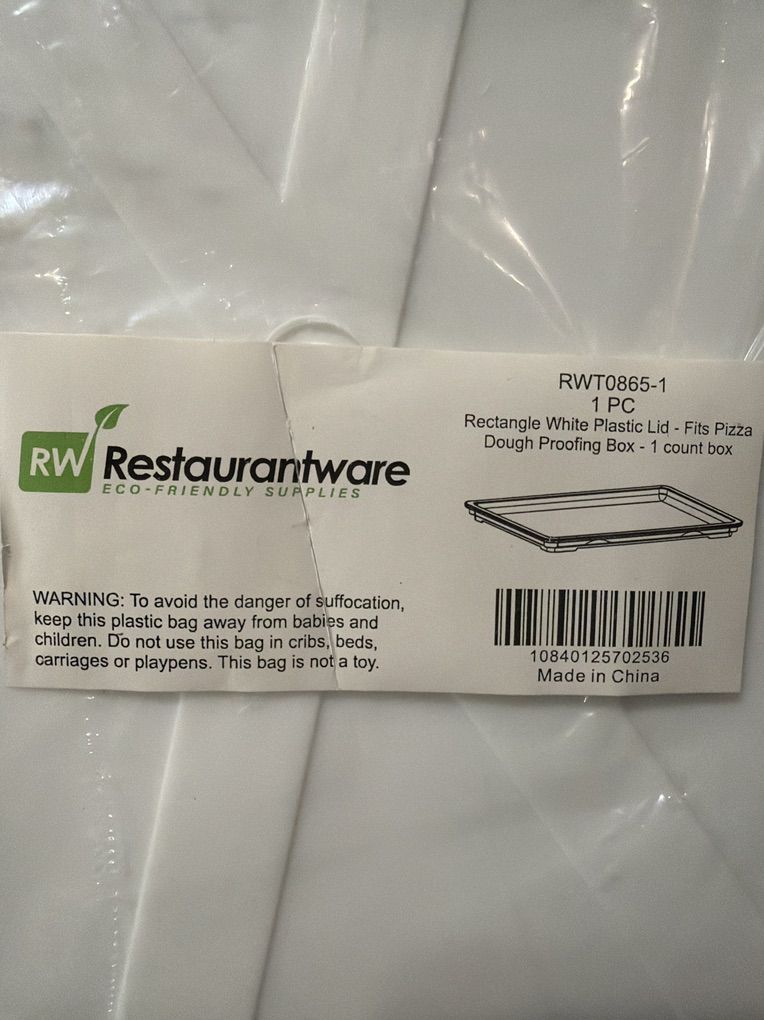 RW Restaurantware
ECO-FRIENDLY SUPPLIES
WARNING: To avoid the danger of suffocation,
keep this plastic bag away from babies and
children. Do not use this bag in cribs, beds,
carriages or playpens. This bag is not a toy.
RWT0865-1
1 PC
Rectangle White Plastic Lid - Fits Pizza
Dough Proofing Box - 1 count box
10840125702536
Made in China